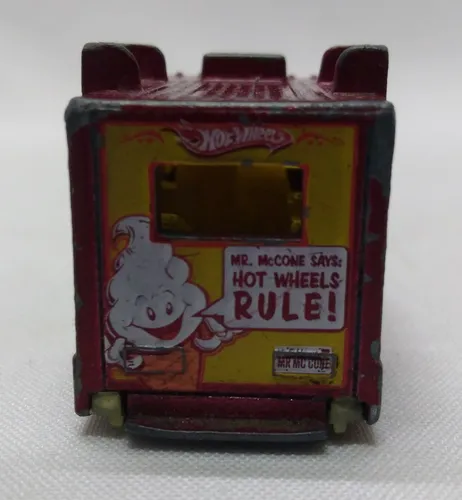 HOT WHEELS
MR. McCONE SAYS:
HOT WHEELS
RULE!
MR MC CONE